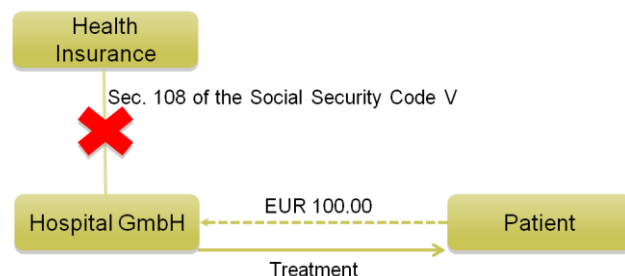 Health
Insurance
Sec. 108 of the Social Security Code V
EUR 100.00
Hospital GmbH
Patient
Treatment